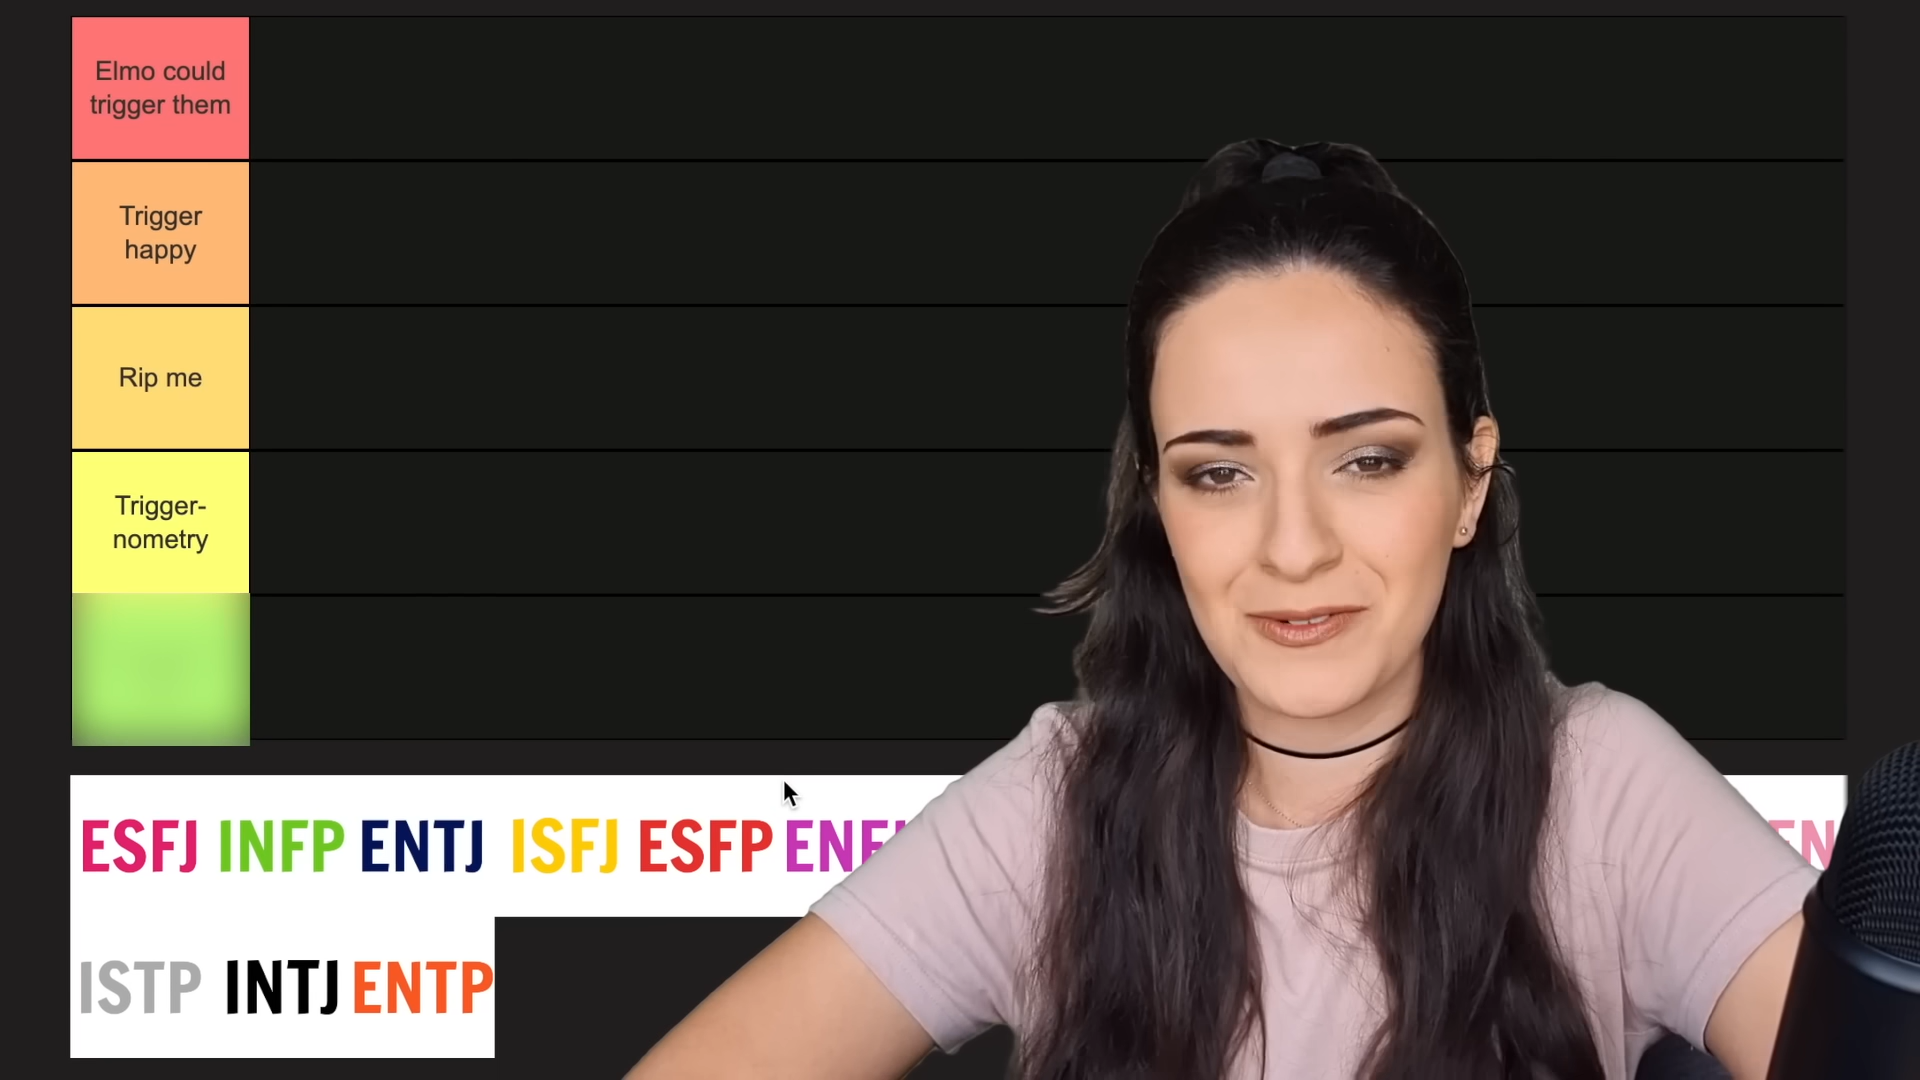 Elmo could
trigger them
Trigger
happy
Rip me
Trigger-
nometry
ESFJ INFP ENTJ ISFJ ESFP
ISTP INTJ ENTP